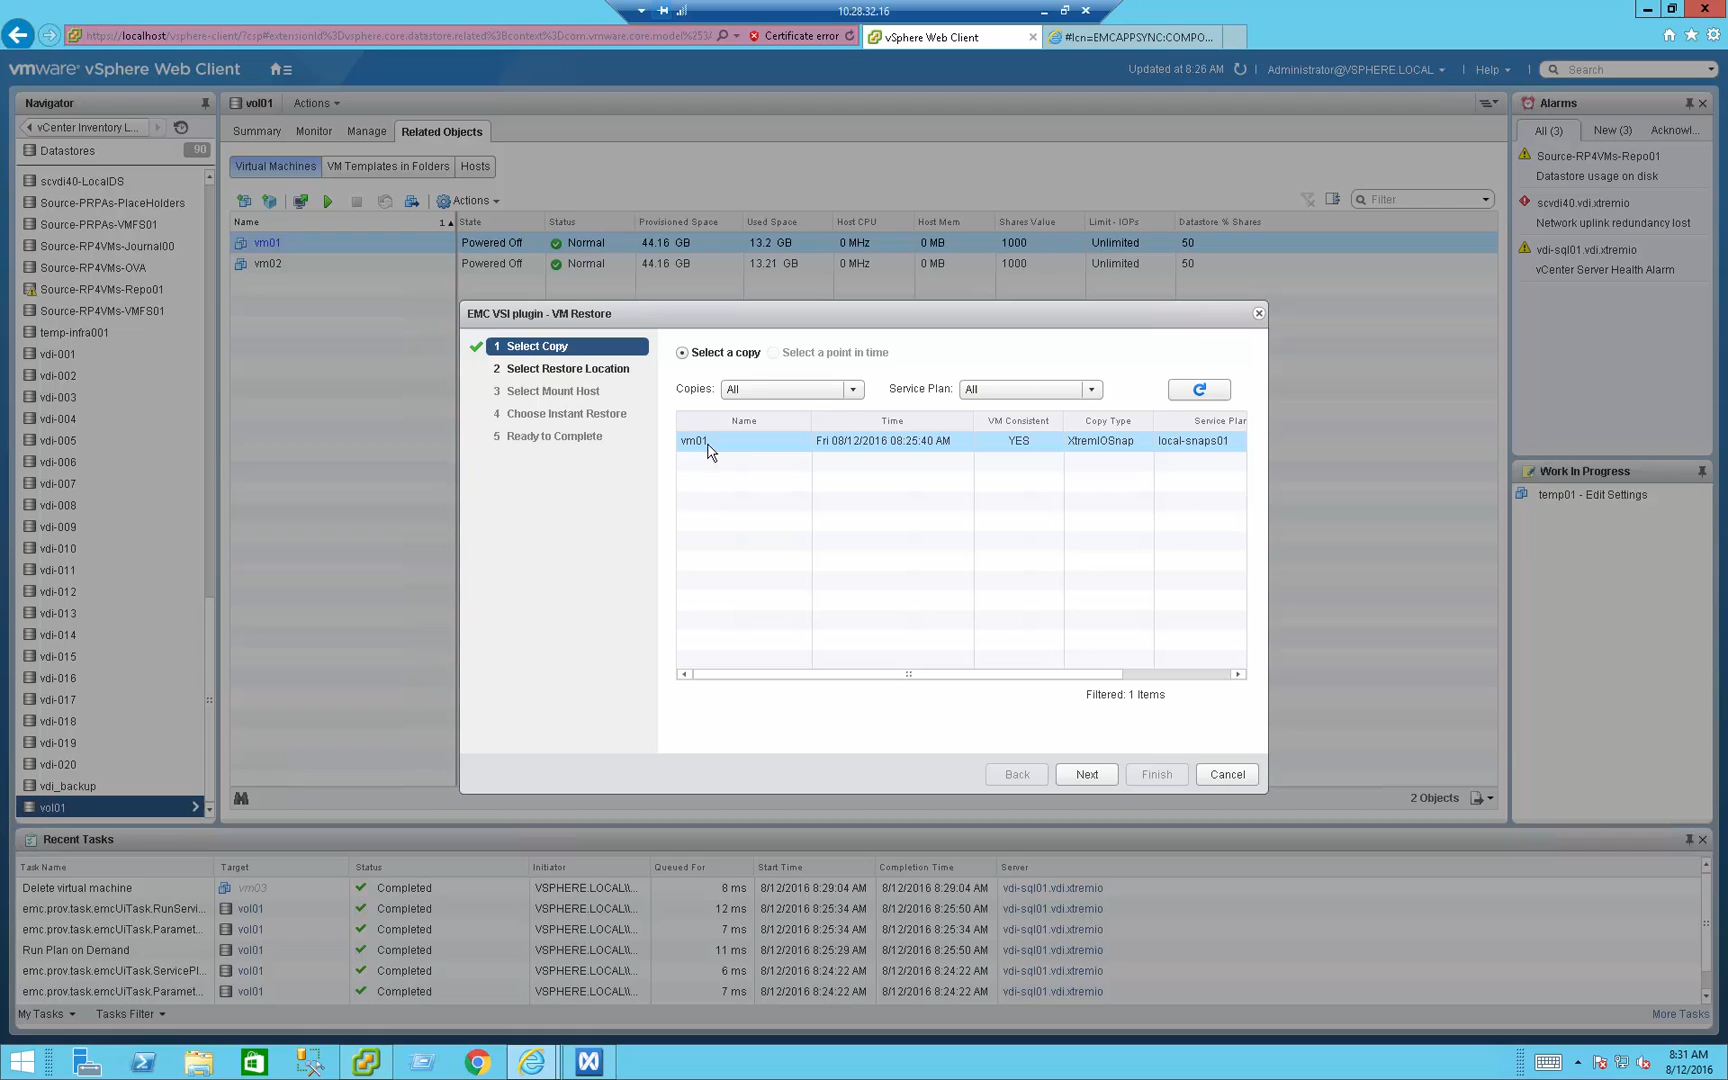 10.28.32.16
https://localhost/vsphere-client/?csp#extensionId%3Dvsphere.core.datastore.related%3Bcontext%3Dcom.vmware.core.model%253A
Certificate error
vSphere Web Client
#lcn=EMCAPPSYNC:COMPO...
vmware® vSphere Web Client
Updated at 8:26 AM
Administrator@VSPHERE.LOCAL
Help
Search
Navigator
vCenter Inventory L...
Datastores 90
scvdi40-LocalDS
Source-PRPAs-PlaceHolders
Source-PRPAs-VMFS01
Source-RP4VMs-Journal00
Source-RP4VMs-OVA
Source-RP4VMs-Repo01
Source-RP4VMs-VMFS01
temp-infra001
vdi-001
vdi-002
vdi-003
vdi-004
vdi-005
vdi-006
vdi-007
vdi-008
vdi-009
vdi-010
vdi-011
vdi-012
vdi-013
vdi-014
vdi-015
vdi-016
vdi-017
vdi-018
vdi-019
vdi-020
vdi_backup
vol01
vol01 Actions
Summary Monitor Manage Related Objects
Virtual Machines VM Templates in Folders Hosts
Actions
Filter
Name 1 State Status Provisioned Space Used Space Host CPU Host Mem Shares Value Limit - IOPs Datastore % Shares
vm01 Powered Off Normal 44.16 GB 13.2 GB 0 MHz 0 MB 1000 Unlimited 50
vm02 Powered Off Normal 44.16 GB 13.21 GB 0 MHz 0 MB 1000 Unlimited 50
EMC VSI plugin - VM Restore
1 Select Copy
2 Select Restore Location
3 Select Mount Host
4 Choose Instant Restore
5 Ready to Complete
Select a copy Select a point in time
Copies: All Service Plan: All
Name Time VM Consistent Copy Type Service Plan
vm01 Fri 08/12/2016 08:25:40 AM YES XtremIOSnap local-snaps01
Filtered: 1 Items
Back Next Finish Cancel
2 Objects
Alarms
All (3) New (3) Acknowl...
Source-RP4VMs-Repo01
Datastore usage on disk
scvdi40.vdi.xtremio
Network uplink redundancy lost
vdi-sql01.vdi.xtremio
vCenter Server Health Alarm
Work In Progress
temp01 - Edit Settings
Recent Tasks
Task Name Target Status Initiator Queued For Start Time Completion Time Server
Delete virtual machine vm03 Completed VSPHERE.LOCAL\\... 8 ms 8/12/2016 8:29:04 AM 8/12/2016 8:29:04 AM vdi-sql01.vdi.xtremio
emc.prov.task.emcUiTask.RunServi... vol01 Completed VSPHERE.LOCAL\\... 12 ms 8/12/2016 8:25:34 AM 8/12/2016 8:25:50 AM vdi-sql01.vdi.xtremio
emc.prov.task.emcUiTask.Paramet... vol01 Completed VSPHERE.LOCAL\\... 7 ms 8/12/2016 8:25:34 AM 8/12/2016 8:25:34 AM vdi-sql01.vdi.xtremio
Run Plan on Demand vol01 Completed VSPHERE.LOCAL\\... 11 ms 8/12/2016 8:25:29 AM 8/12/2016 8:25:50 AM vdi-sql01.vdi.xtremio
emc.prov.task.emcUiTask.ServicePl... vol01 Completed VSPHERE.LOCAL\\... 6 ms 8/12/2016 8:24:22 AM 8/12/2016 8:24:22 AM vdi-sql01.vdi.xtremio
emc.prov.task.emcUiTask.Paramet... vol01 Completed VSPHERE.LOCAL\\... 7 ms 8/12/2016 8:24:22 AM 8/12/2016 8:24:22 AM vdi-sql01.vdi.xtremio
My Tasks Tasks Filter More Tasks
8:31 AM
8/12/2016